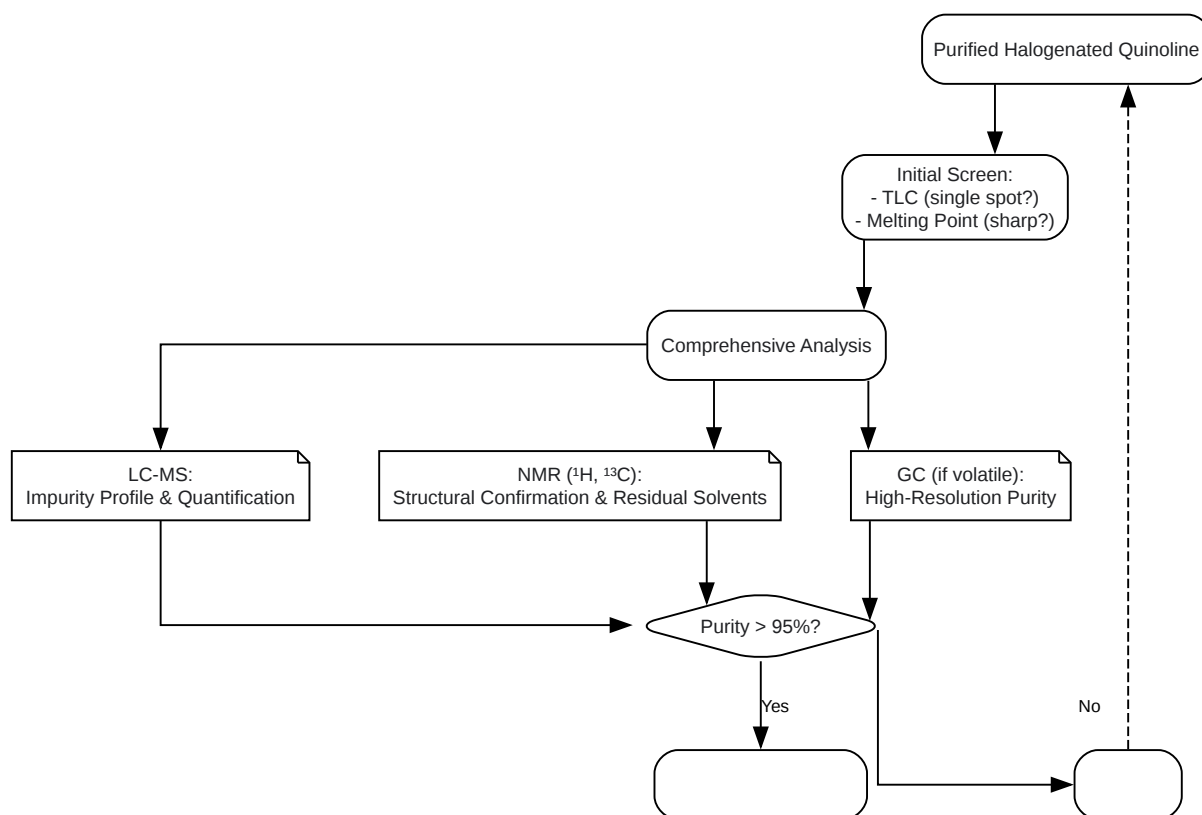 Purified Halogenated Quinoline
Initial Screen:
- TLC (single spot?)
- Melting Point (sharp?)
Comprehensive Analysis
LC-MS:
Impurity Profile & Quantification
NMR (¹H, ¹³C):
Structural Confirmation & Residual Solvents
GC (if volatile):
High-Resolution Purity
Purity > 95%?
Yes
No